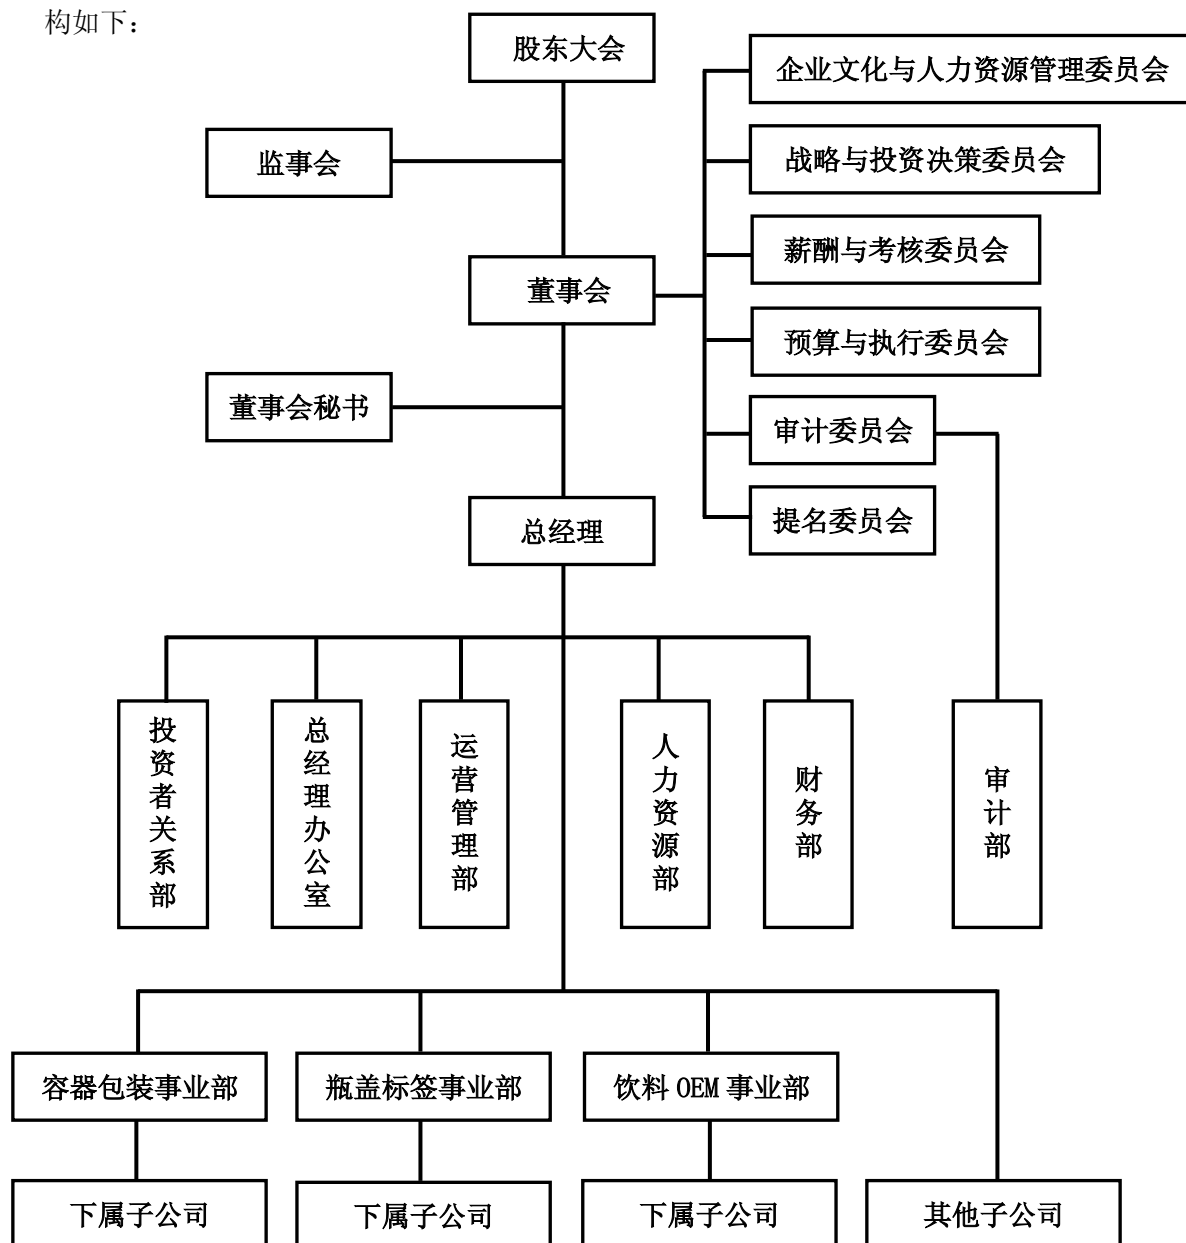 构如下：
股东大会
企业文化与人力资源管理委员会
监事会
战略与投资决策委员会
薪酬与考核委员会
董事会
预算与执行委员会
董事会秘书
审计委员会
提名委员会
总经理
投资者关系部
总经理办公室
运营管理部
人力资源部
财务部
审计部
容器包装事业部
瓶盖标签事业部
饮料 OEM 事业部
下属子公司
下属子公司
下属子公司
其他子公司